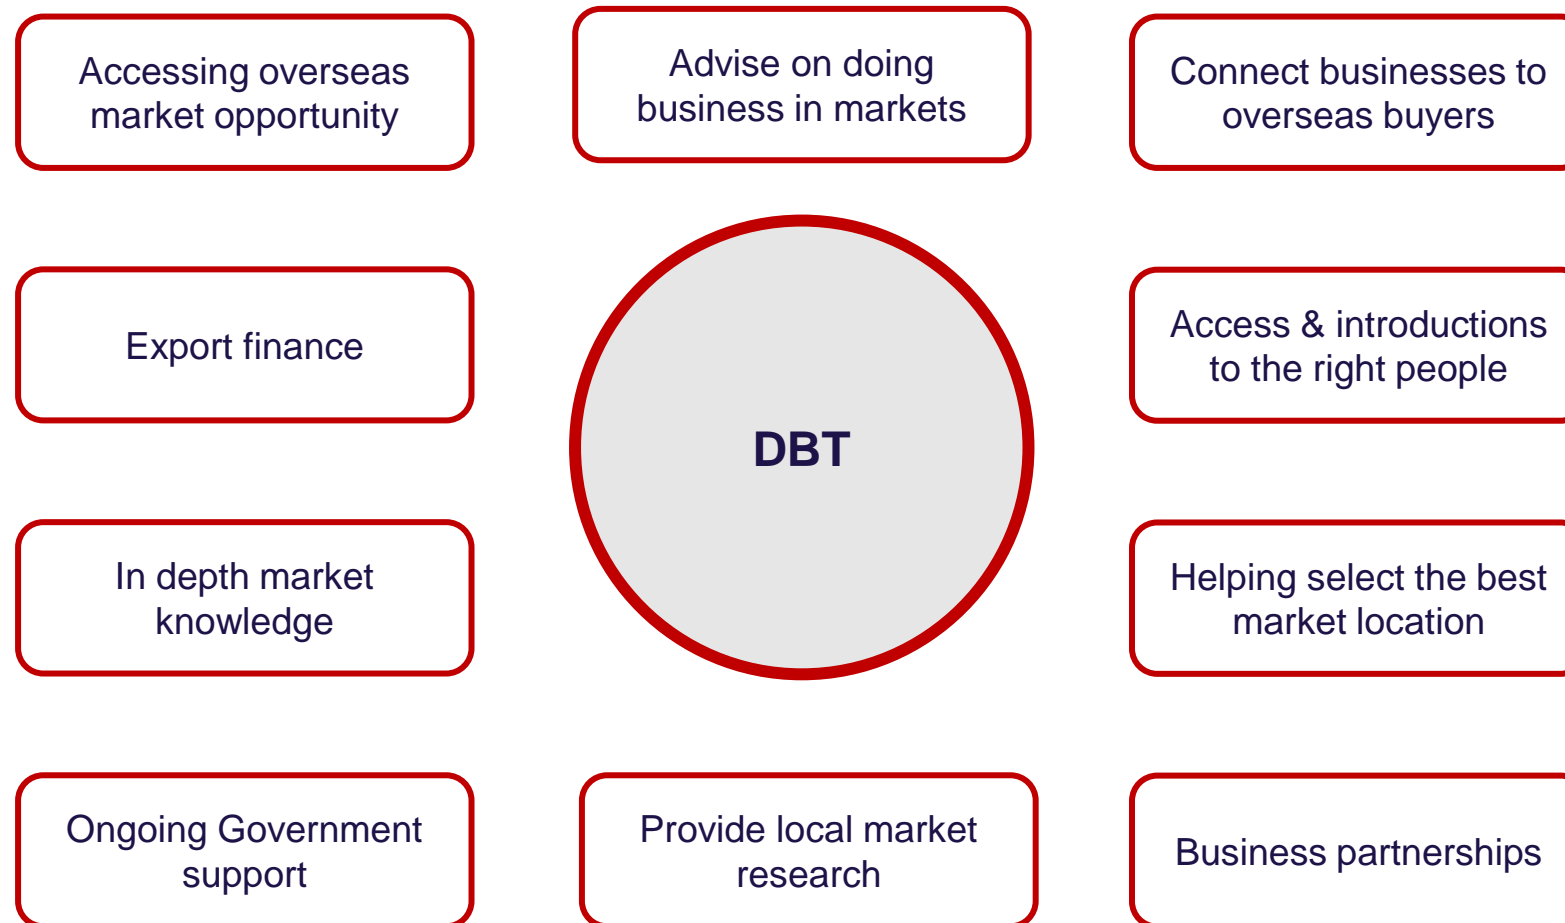 Accessing overseas
market opportunity
Advise on doing
business in markets
Connect businesses to
overseas buyers
Export finance
Access & introductions
to the right people
DBT
In depth market
knowledge
Helping select the best
market location
Ongoing Government
support
Provide local market
research
Business partnerships